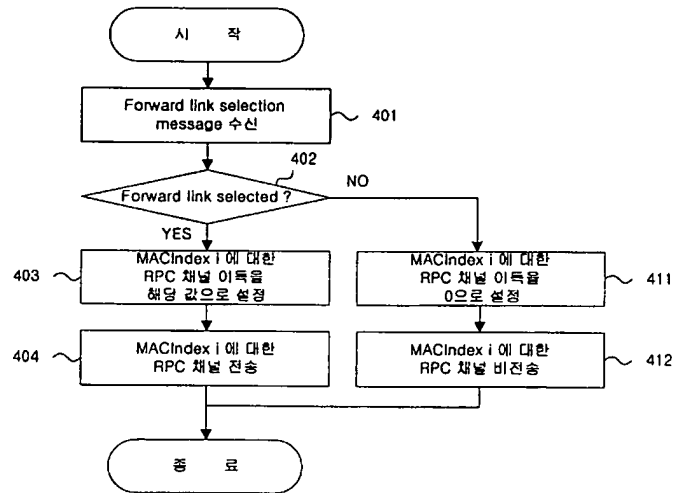 시 작
Forward link selection
message 수신
401
402
Forward link selected ?
NO
YES
MACIndex i 에 대한
RPC 채널 이득을
해당 값으로 설정
403
MACIndex i 에 대한
RPC 채널 이득을
0으로 설정
411
404
MACIndex i 에 대한
RPC 채널 전송
MACIndex i 에 대한
RPC 채널 비전송
412
종 료